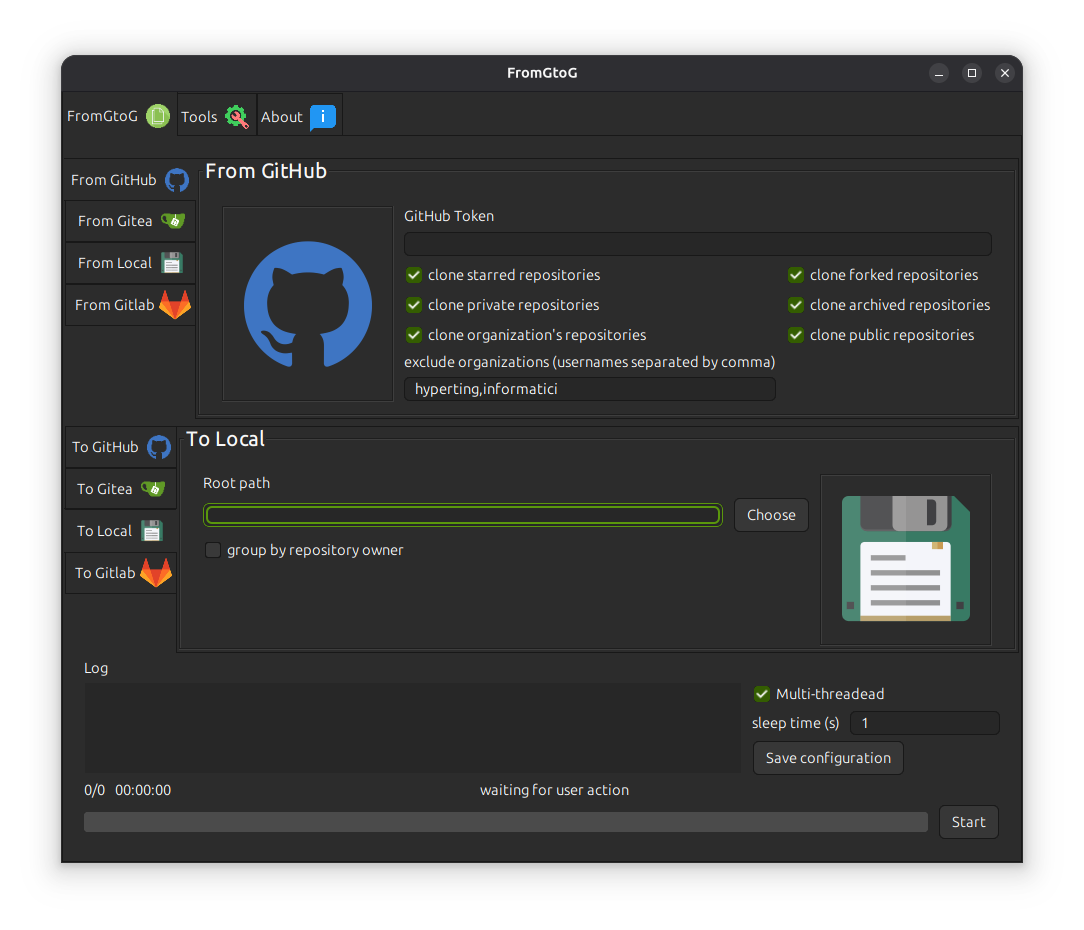 FromGtoG
FromGtoG Tools About
From GitHub
From Gitea
From Local
From Gitlab
From GitHub
GitHub Token
clone starred repositories clone forked repositories
clone private repositories clone archived repositories
clone organization's repositories clone public repositories
exclude organizations (usernames separated by comma)
hyperting,informatici
To GitHub
To Gitea
To Local
To Gitlab
To Local
Root path
Choose
group by repository owner
Log
Multi-threadead
sleep time (s) 1
Save configuration
0/0 00:00:00 waiting for user action
Start